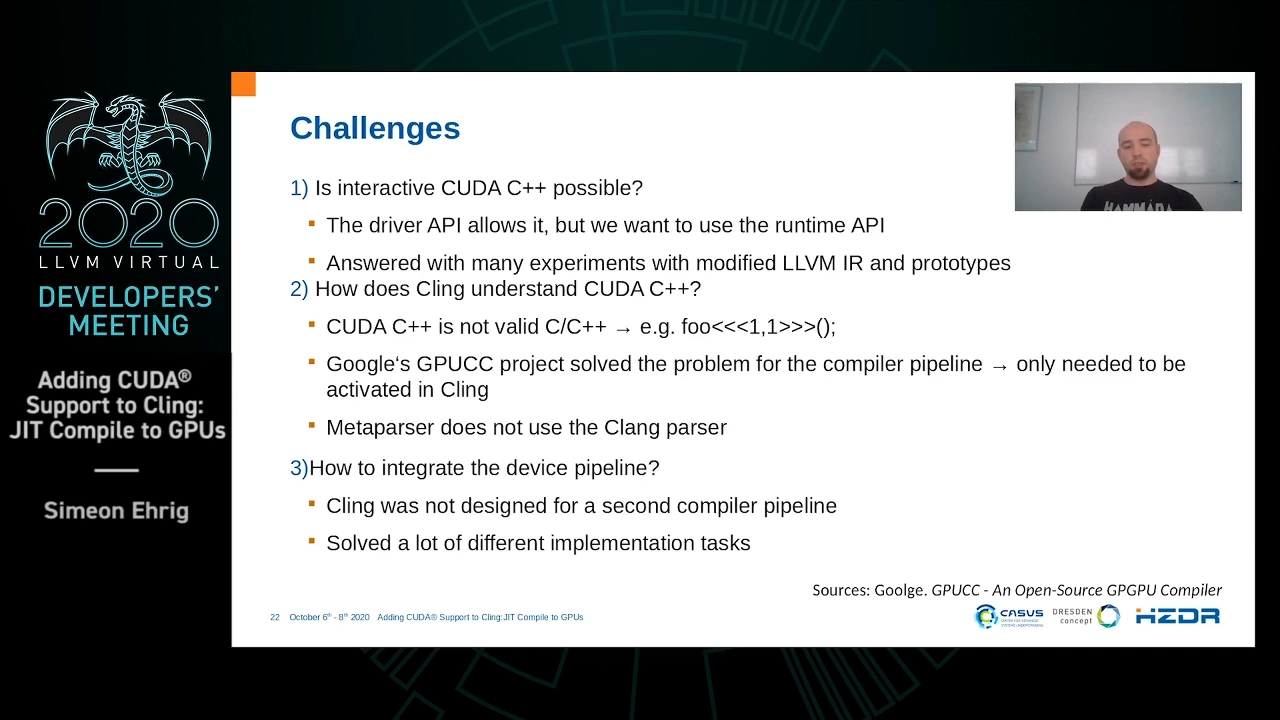 2020
LLVM VIRTUAL
DEVELOPERS’
MEETING
Adding CUDA®
Support to Cling:
JIT Compile to GPUs
Simeon Ehrig
Challenges
1) Is interactive CUDA C++ possible?
▪ The driver API allows it, but we want to use the runtime API
▪ Answered with many experiments with modified LLVM IR and prototypes
2) How does Cling understand CUDA C++?
▪ CUDA C++ is not valid C/C++ → e.g. foo<<<1,1>>>();
▪ Google‘s GPUCC project solved the problem for the compiler pipeline → only needed to be
activated in Cling
▪ Metaparser does not use the Clang parser
3)How to integrate the device pipeline?
▪ Cling was not designed for a second compiler pipeline
▪ Solved a lot of different implementation tasks
Sources: Goolge. GPUCC - An Open-Source GPGPU Compiler
22 October 6th - 8th 2020 Adding CUDA® Support to Cling:JIT Compile to GPUs
CASUS
DRESDEN
concept
HZDR